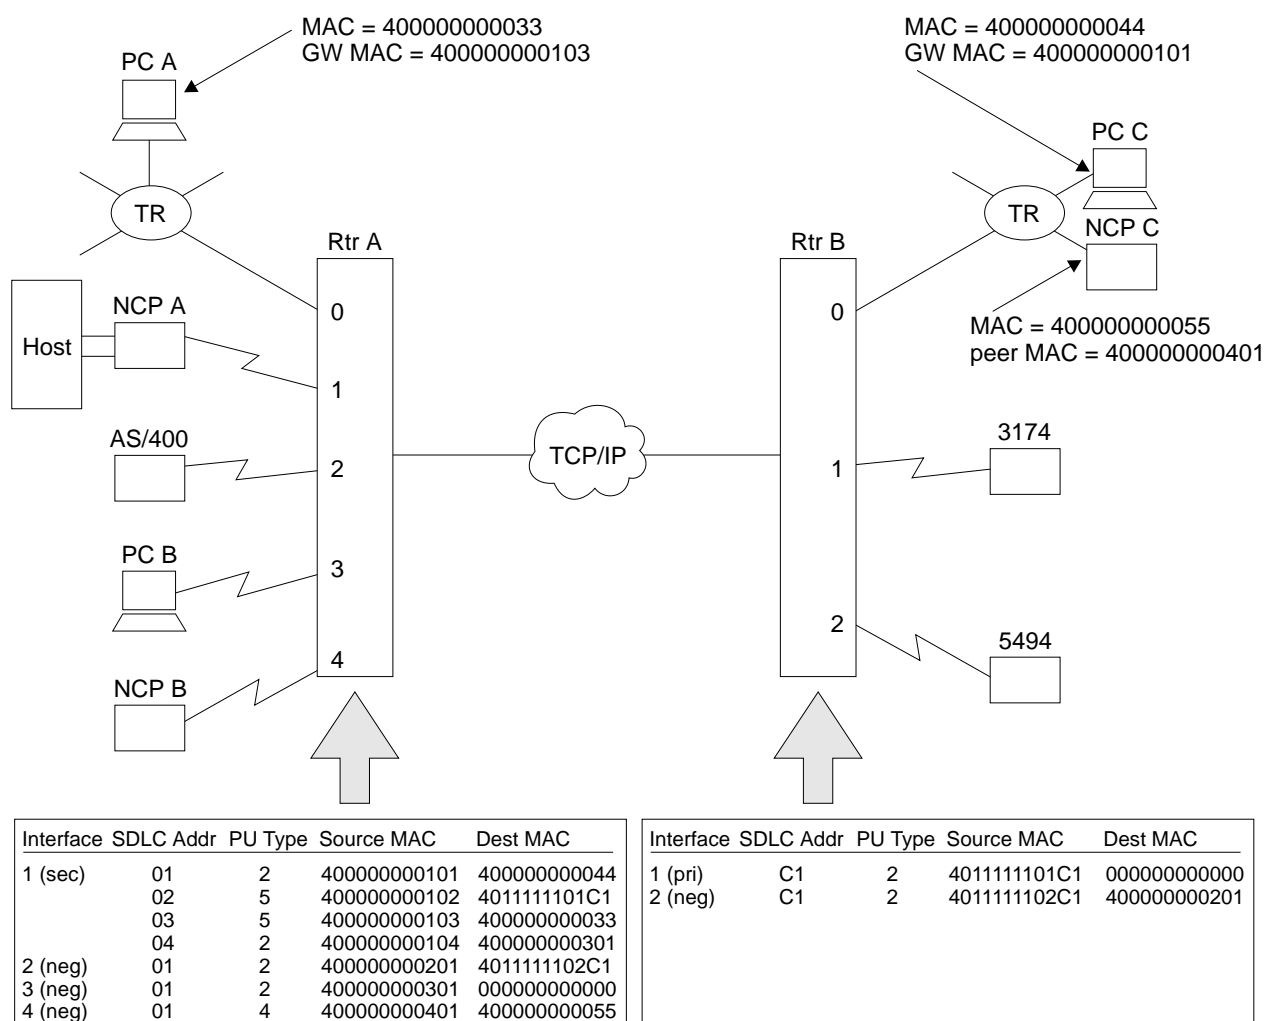 MAC = 400000000033
GW MAC = 400000000103
MAC = 400000000044
GW MAC = 400000000101
PC A
PC C
TR
TR
NCP C
Rtr A
Rtr B
NCP A
0
0
MAC = 400000000055
peer MAC = 400000000401
Host
1
AS/400
3174
TCP/IP
2
1
PC B
3
2
5494
4
NCP B
Interface SDLC Addr PU Type Source MAC Dest MAC
1 (sec) 01 2 400000000101 400000000044
02 5 400000000102 4011111101C1
03 5 400000000103 400000000033
04 2 400000000104 400000000301
2 (neg) 01 2 400000000201 4011111102C1
3 (neg) 01 2 400000000301 000000000000
4 (neg) 01 4 400000000401 400000000055
Interface SDLC Addr PU Type Source MAC Dest MAC
1 (pri) C1 2 4011111101C1 000000000000
2 (neg) C1 2 4011111102C1 400000000201